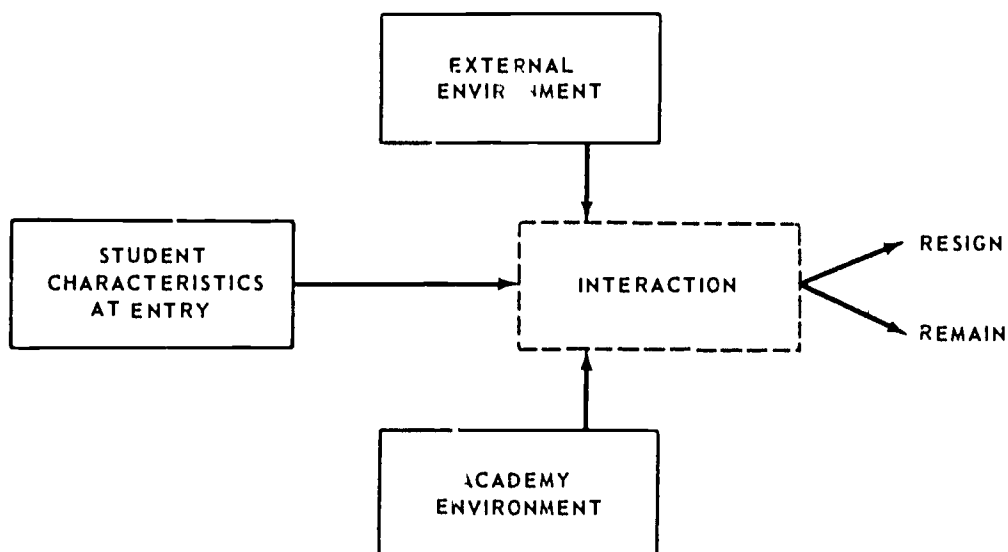 EXTERNAL
ENVIRONMENT
STUDENT
CHARACTERISTICS
AT ENTRY
INTERACTION
RESIGN
REMAIN
ACADEMY
ENVIRONMENT